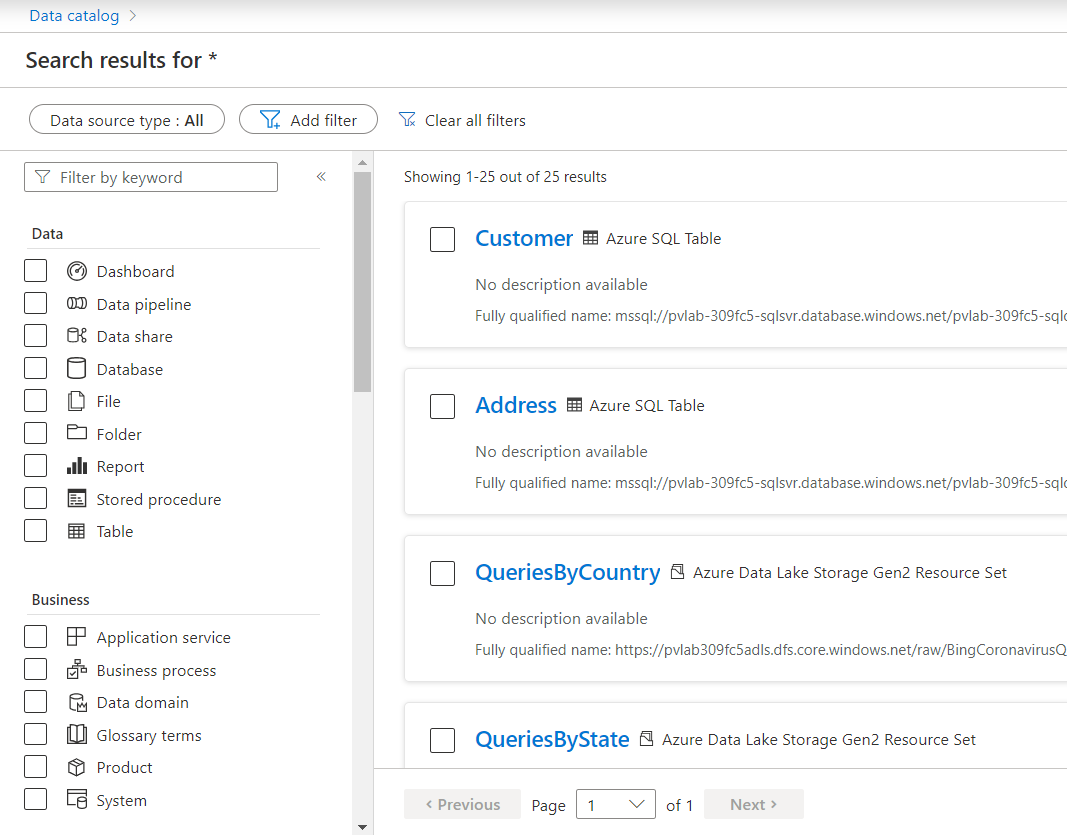 Data catalog
Search results for *
Data source type : All
Add filter
Clear all filters
Filter by keyword
Data
Dashboard
Data pipeline
Data share
Database
File
Folder
Report
Stored procedure
Table
Business
Application service
Business process
Data domain
Glossary terms
Product
System
Showing 1-25 out of 25 results
Customer Azure SQL Table
No description available
Fully qualified name: mssql://pvlab-309fc5-sqlsvr.database.windows.net/pvlab-309fc5-sqld
Address Azure SQL Table
No description available
Fully qualified name: mssql://pvlab-309fc5-sqlsvr.database.windows.net/pvlab-309fc5-sqld
QueriesByCountry Azure Data Lake Storage Gen2 Resource Set
No description available
Fully qualified name: https://pvlab309fc5adls.dfs.core.windows.net/raw/BingCoronavirusQ
QueriesByState Azure Data Lake Storage Gen2 Resource Set
Previous Page 1 of 1 Next